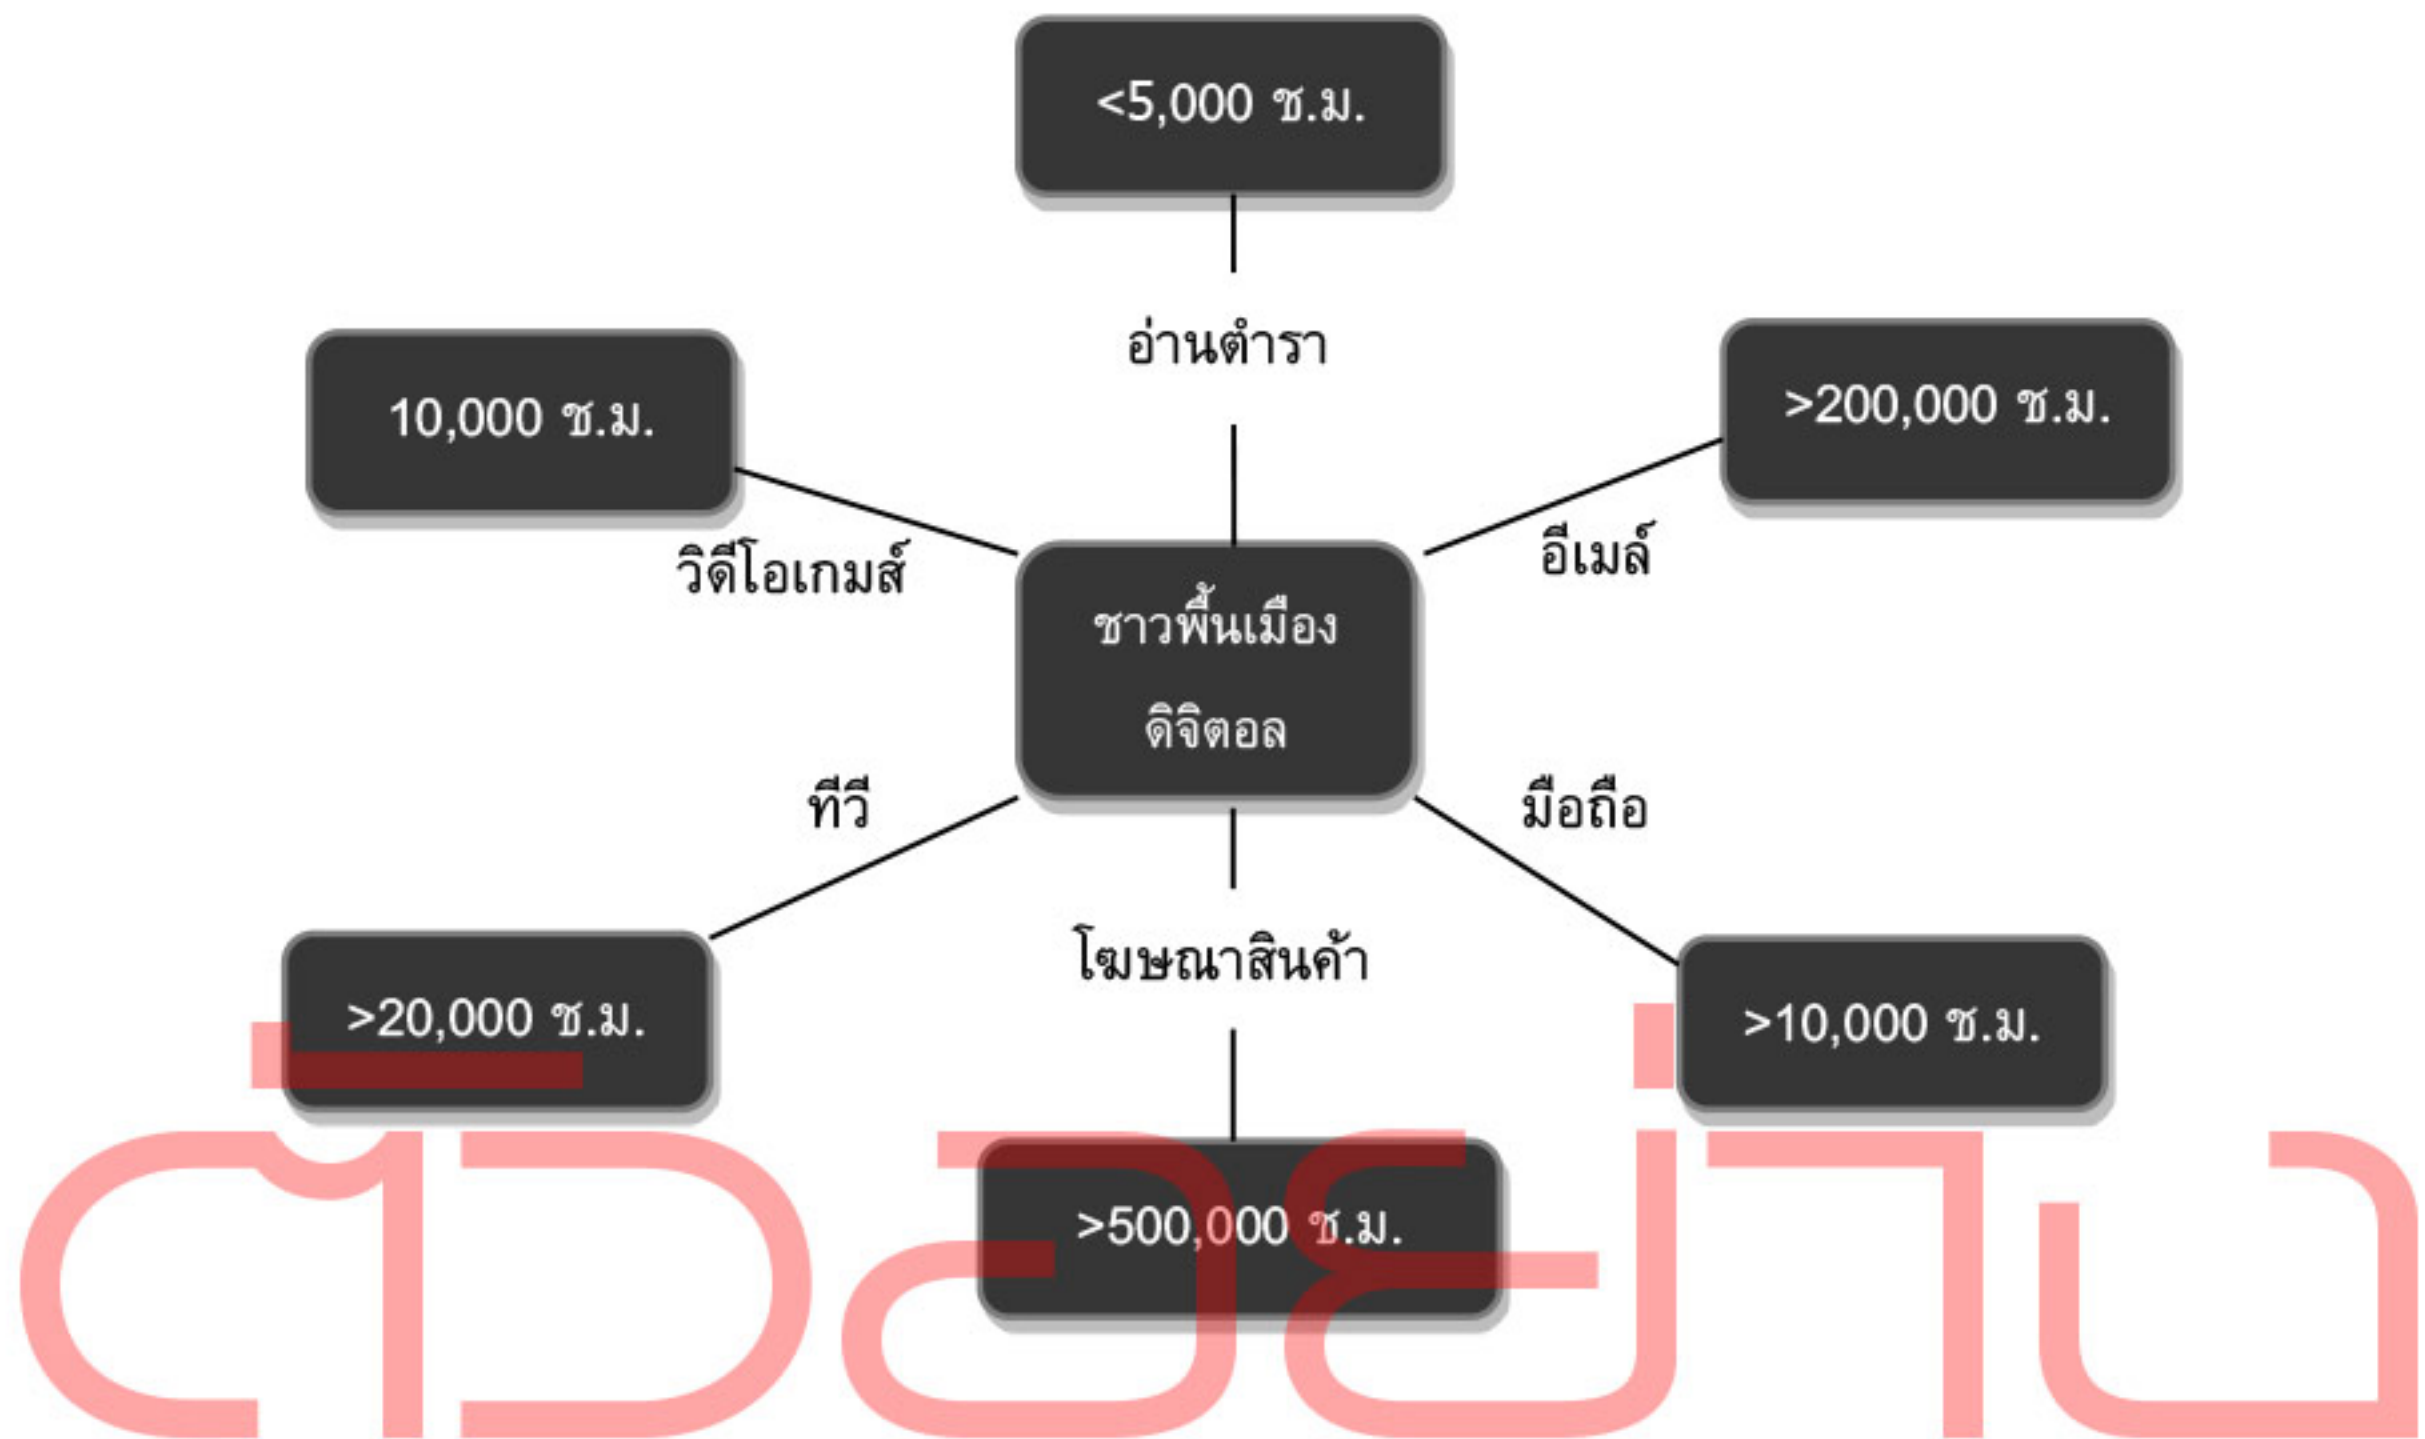 <5,000 ช.ม.
อ่านตำรา
10,000 ช.ม.
>200,000 ช.ม.
วิดีโอเกมส์
อีเมล์
ชาวพื้นเมือง
ดิจิตอล
ทีวี
มือถือ
โฆษณาสินค้า
>20,000 ช.ม.
>10,000 ช.ม.
>500,000 ช.ม.
ตัวอย่าง